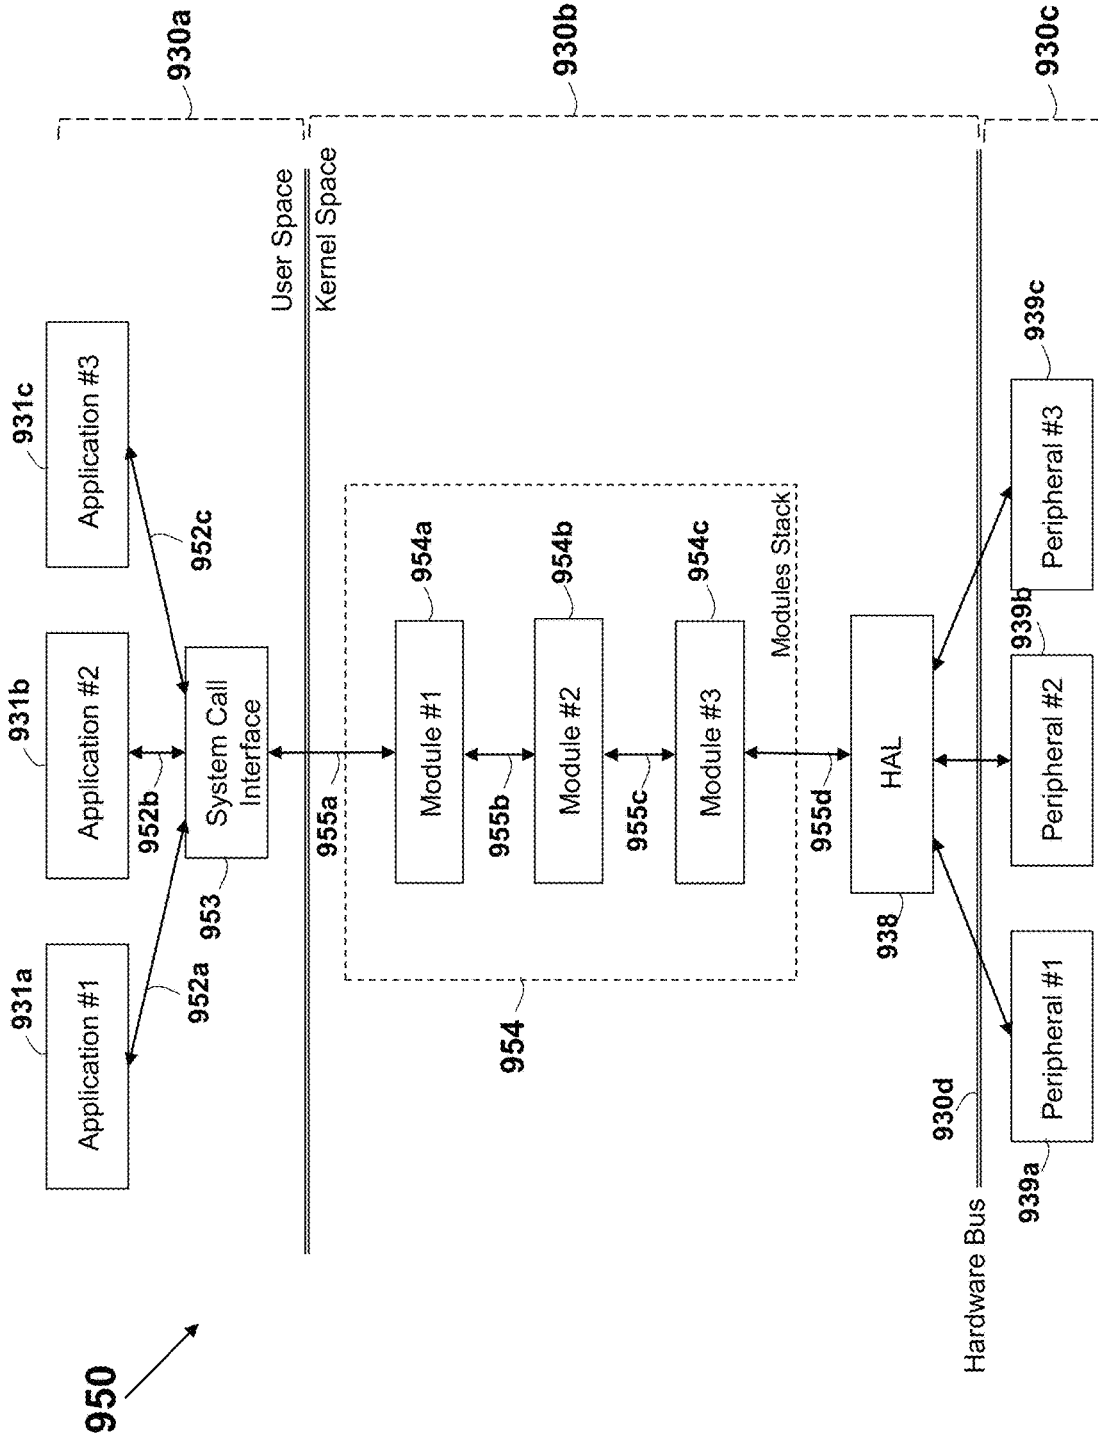 950
931a
Application #1
931b
Application #2
931c
Application #3
930a
952a
952b
952c
953
System Call
Interface
User Space
Kernel Space
930b
955a
954
954a
Module #1
955b
954b
Module #2
955c
954c
Module #3
Modules Stack
955d
938
HAL
Hardware Bus
930d
930c
939a
Peripheral #1
939b
Peripheral #2
939c
Peripheral #3